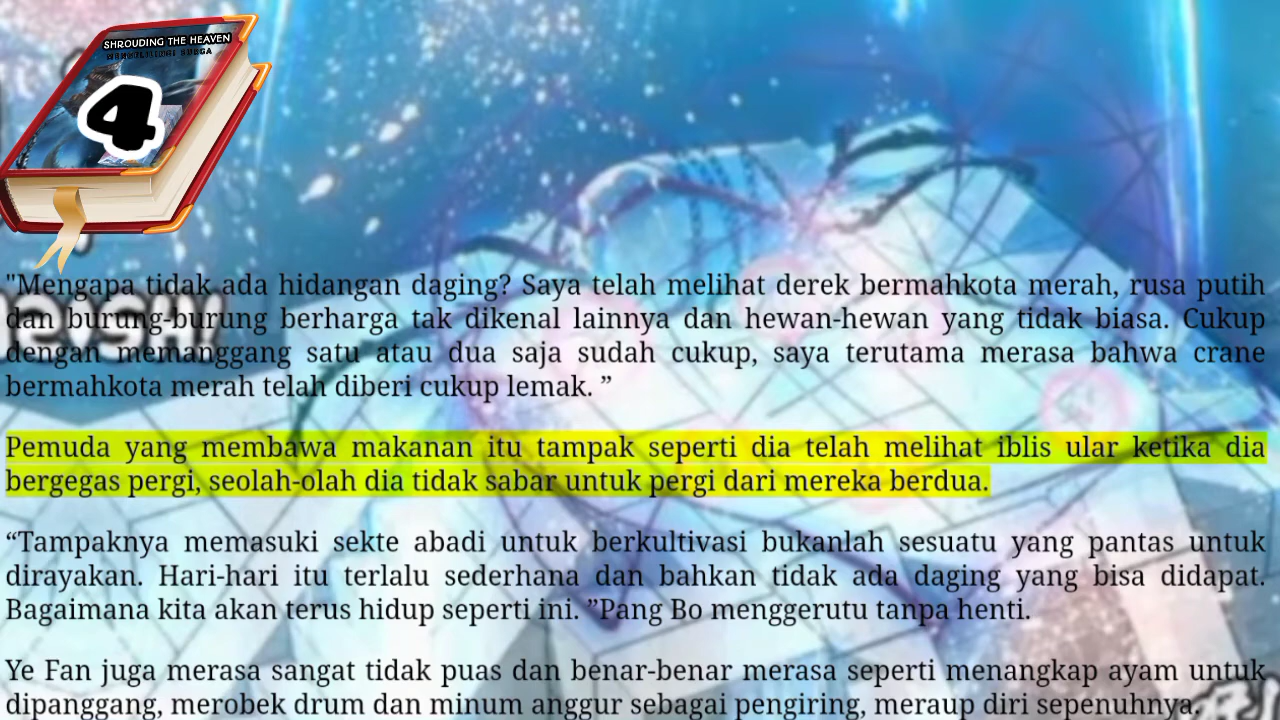 SHROUDING THE HEAVEN
4
"Mengapa tidak ada hidangan daging? Saya telah melihat derek bermahkota merah, rusa putih
dan burung-burung berharga tak dikenal lainnya dan hewan-hewan yang tidak biasa. Cukup
dengan memanggang satu atau dua saja sudah cukup, saya terutama merasa bahwa crane
bermahkota merah telah diberi cukup lemak. ”
Pemuda yang membawa makanan itu tampak seperti dia telah melihat iblis ular ketika dia
bergegas pergi, seolah-olah dia tidak sabar untuk pergi dari mereka berdua.
“Tampaknya memasuki sekte abadi untuk berkultivasi bukanlah sesuatu yang pantas untuk
dirayakan. Hari-hari itu terlalu sederhana dan bahkan tidak ada daging yang bisa didapat.
Bagaimana kita akan terus hidup seperti ini. ”Pang Bo menggerutu tanpa henti.
Ye Fan juga merasa sangat tidak puas dan benar-benar merasa seperti menangkap ayam untuk
dipanggang, merobek drum dan minum anggur sebagai pengiring, meraup diri sepenuhnya.